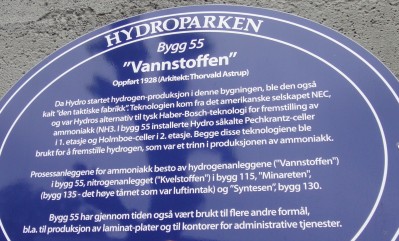 HYDROPARKEN
Bygg 55
"Vannstoffen"
Oppført 1928 (Arkitekt: Thorvald Astrup)
Da Hydro startet hydrogen-produksjon i denne bygningen, ble den også
kalt "den taktiske fabrikk". Teknologien kom fra det amerikanske selskapet NEC,
og var Hydros alternativ til tysk Haber-Bosch-teknologi for fremstilling av
ammoniakk (NH3. I bygg 55 installerte Hydro såkalte Pechkrantz-celler
i 1. etasje og Holmboe-celler i 2. etasje. Begge disse teknologiene ble
brukt for å fremstille hydrogen, som var et trinn i produksjonen av ammoniakk.
Prosessanleggene for ammoniakk besto av hydrogenanleggene ("Vannstoffen")
i bygg 55, nitrogenanlegget ("Kvelstoffen") i bygg 115, "Minareten",
(bygg 135 - det høye tårnet som var luftinntak) og "Syntesen", bygg 130.
Bygg 55 har gjennom tiden også vært brukt til flere andre formål,
bl.a. til produksjon av laminat-plater og til kontorer for administrative tjenester.